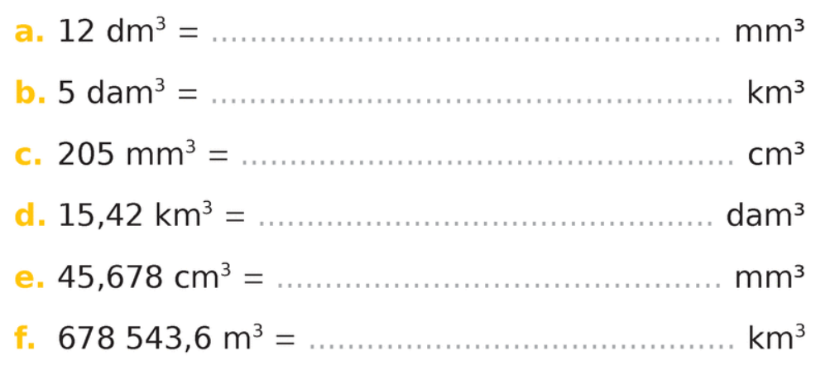 a. 12 dm³ = ..................................................... mm³
b. 5 dam³ = ...................................................... km³
c. 205 mm³ = ................................................... cm³
d. 15,42 km³ = ............................................... dam³
e. 45,678 cm³ = .............................................. mm³
f. 678 543,6 m³ = ............................................ km³